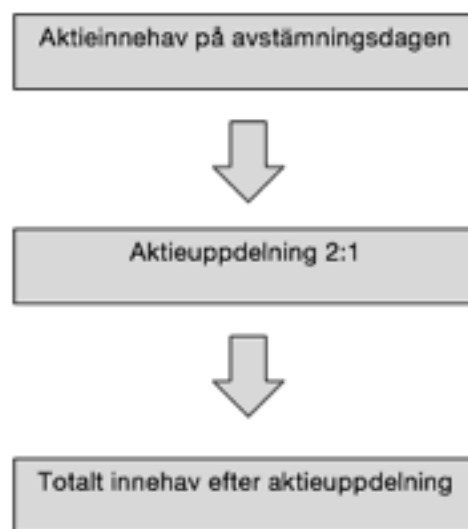 Aktieinnehav på avstämningsdagen
Aktieuppdelning 2:1
Totalt innehav efter aktieuppdelning